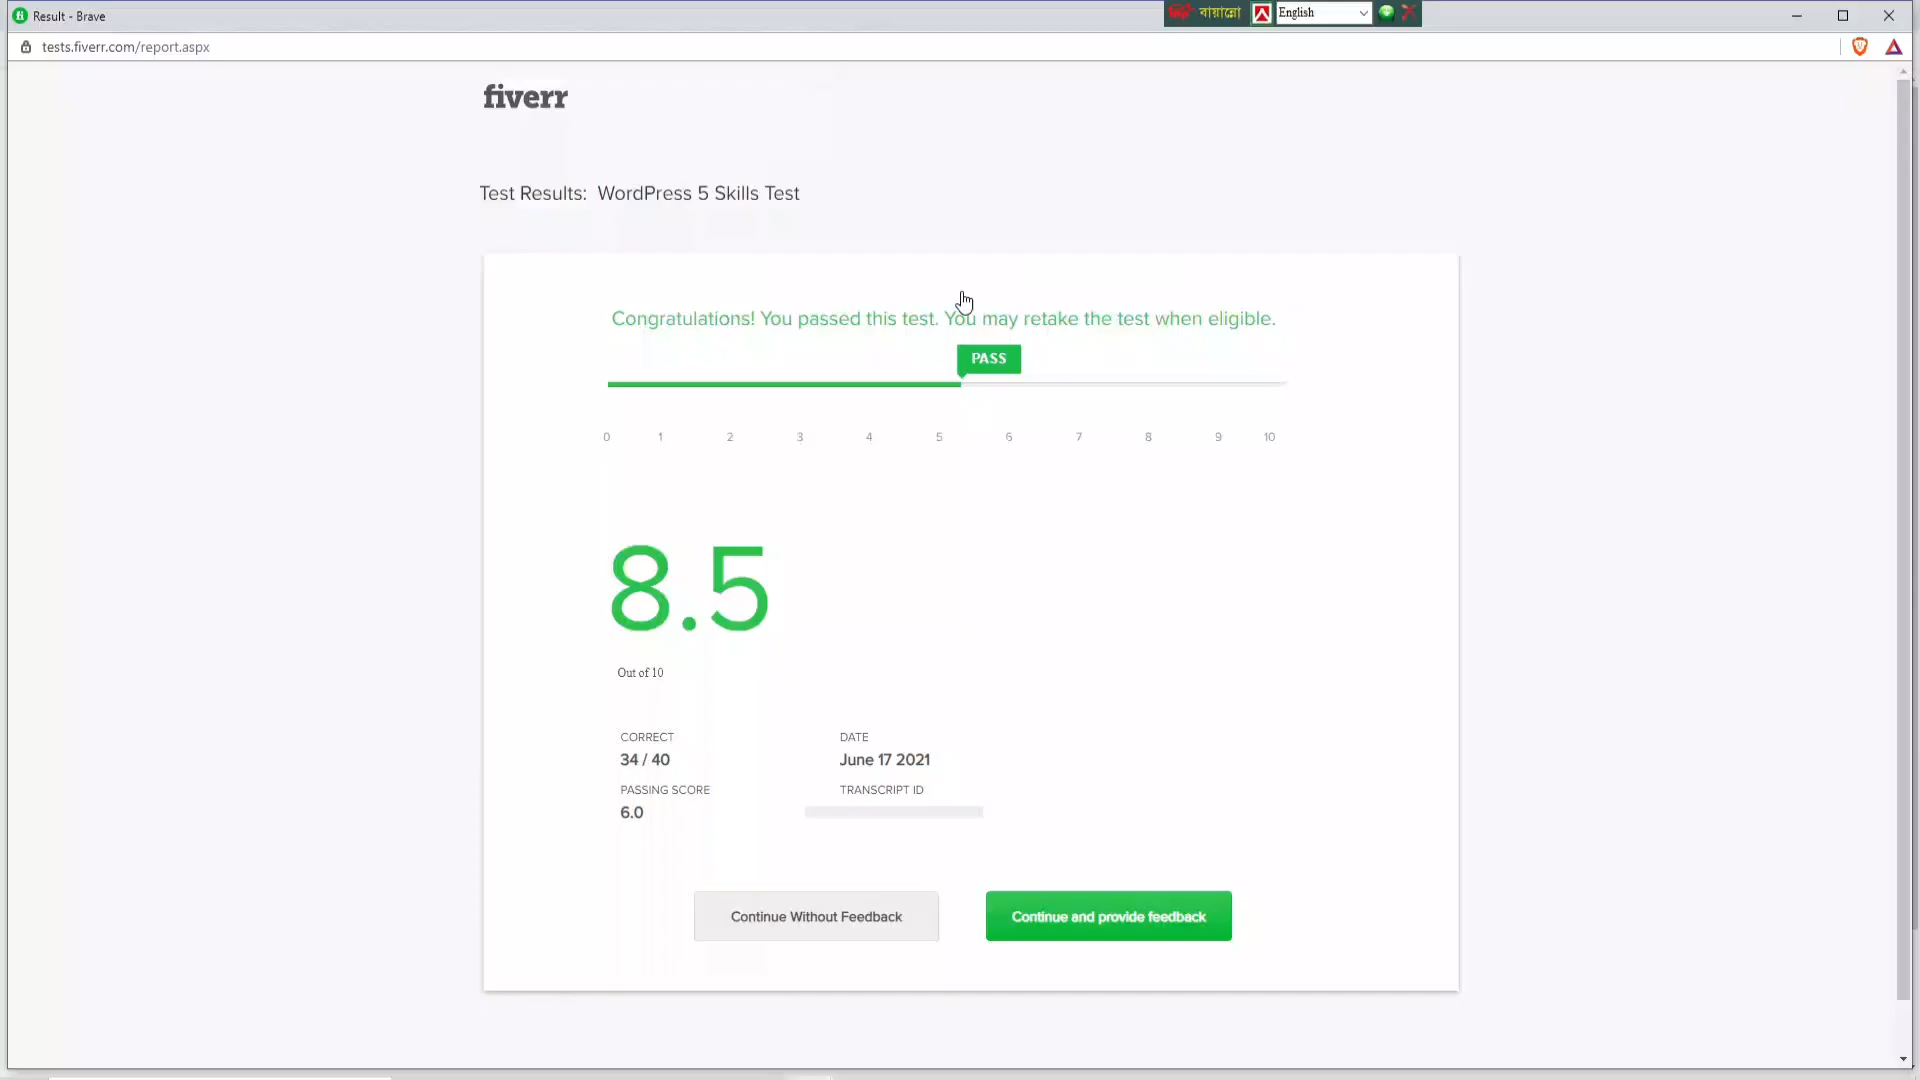 Result - Brave
বায়ান্নো
English
tests.fiverr.com/report.aspx
fiverr
Test Results: WordPress 5 Skills Test
Congratulations! You passed this test. You may retake the test when eligible.
PASS
0 1 2 3 4 5 6 7 8 9 10
8.5
Out of 10
CORRECT
34 / 40
DATE
June 17 2021
PASSING SCORE
6.0
TRANSCRIPT ID
Continue Without Feedback
Continue and provide feedback